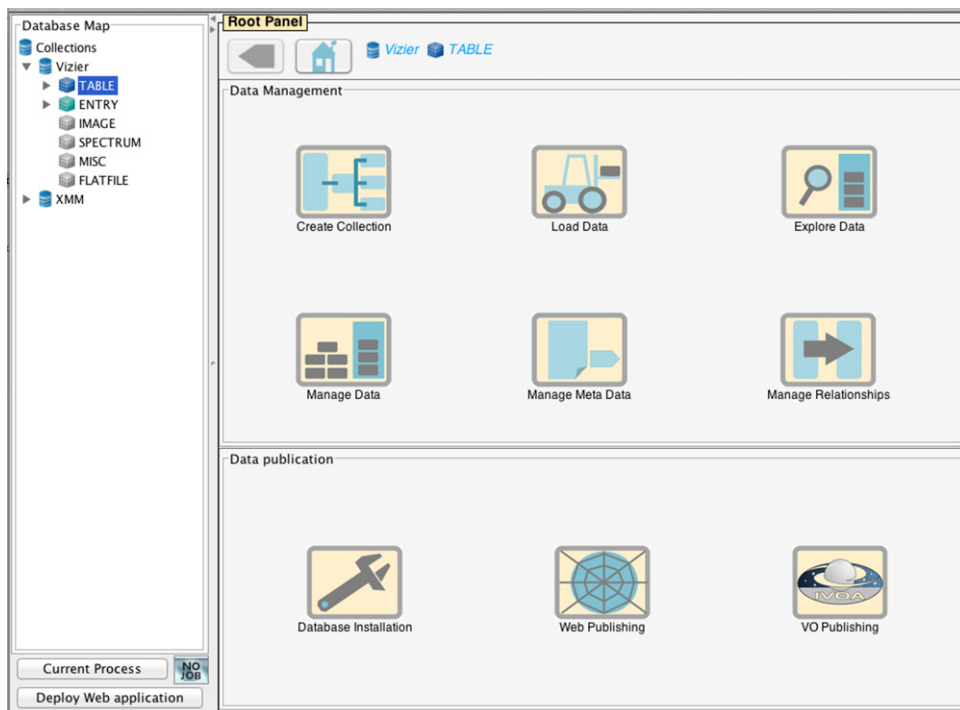 Database Map
Collections
Vizier
TABLE
ENTRY
IMAGE
SPECTRUM
MISC
FLATFILE
XMM
Current Process
NO JOB
Deploy Web application
Root Panel
Vizier TABLE
Data Management
Create Collection
Load Data
Explore Data
Manage Data
Manage Meta Data
Manage Relationships
Data publication
Database Installation
Web Publishing
IVOA
VO Publishing